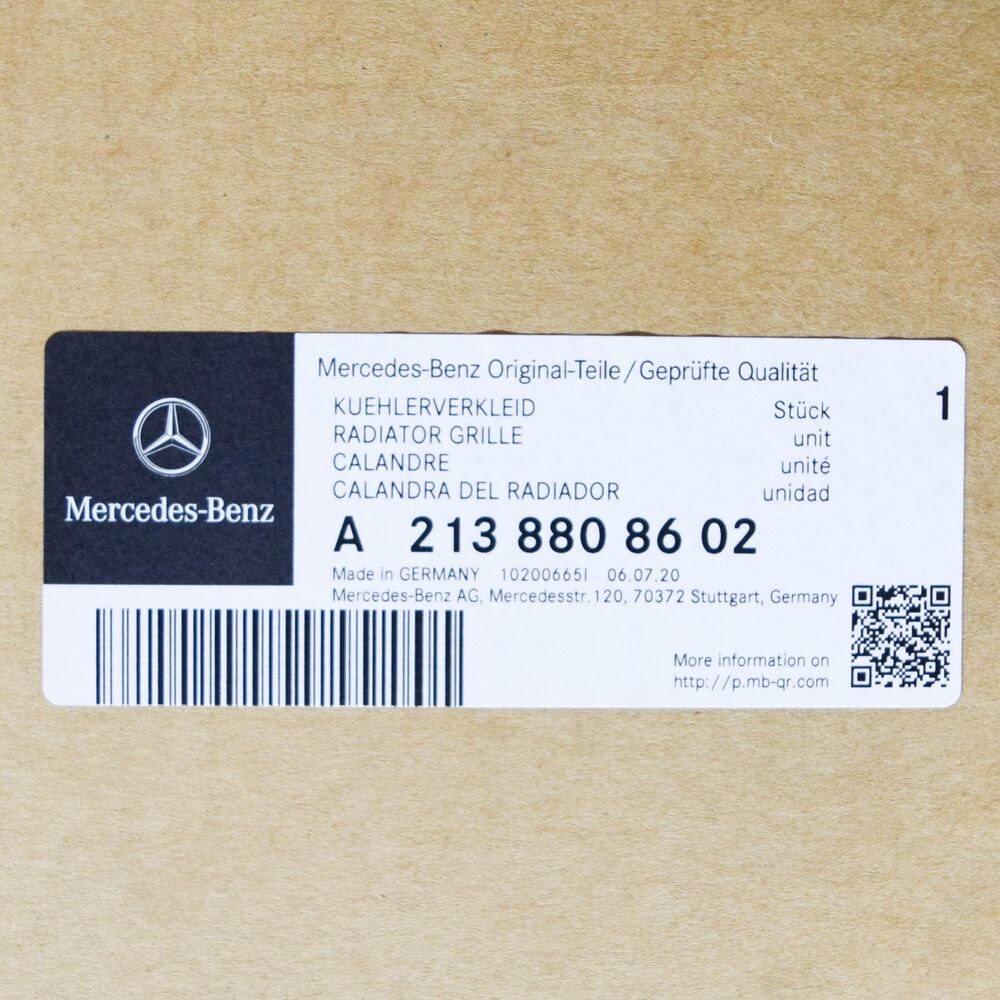 Mercedes-Benz
Mercedes-Benz Original-Teile/Geprüfte Qualität
KUEHLERVERKLEID Stück 1
RADIATOR GRILLE unit
CALANDRE unité
CALANDRA DEL RADIADOR unidad
A 213 880 86 02
Made in GERMANY 10200665I 06.07.20
Mercedes-Benz AG, Mercedesstr. 120, 70372 Stuttgart, Germany
More information on
http://p.mb-qr.com